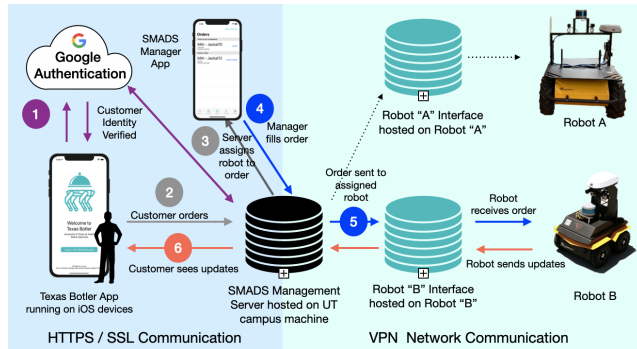 Google
Authentication
SMADS
Manager
App
Orders
1
Customer
Identity
Verified
3
Server
assigns
robot to
order
4
Manager
fills order
Robot "A" Interface
hosted on Robot "A"
Robot A
Order sent to
assigned
robot
Welcome to
Texas Botler
2
Customer orders
6
Customer sees updates
5
Robot
receives order
Robot sends updates
Texas Botler App
running on iOS devices
SMADS Management
Server hosted on UT
campus machine
Robot "B" Interface
hosted on Robot "B"
Robot B
HTTPS / SSL Communication
VPN Network Communication